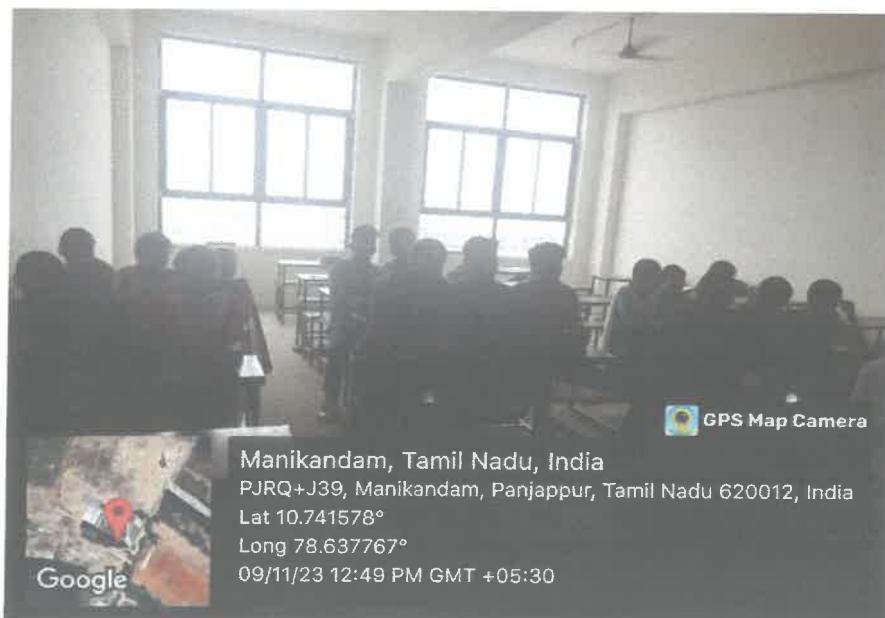 GPS Map Camera
Manikandam, Tamil Nadu, India
PJRQ+J39, Manikandam, Panjappur, Tamil Nadu 620012, India
Lat 10.741578°
Long 78.637767°
09/11/23 12:49 PM GMT +05:30
Google